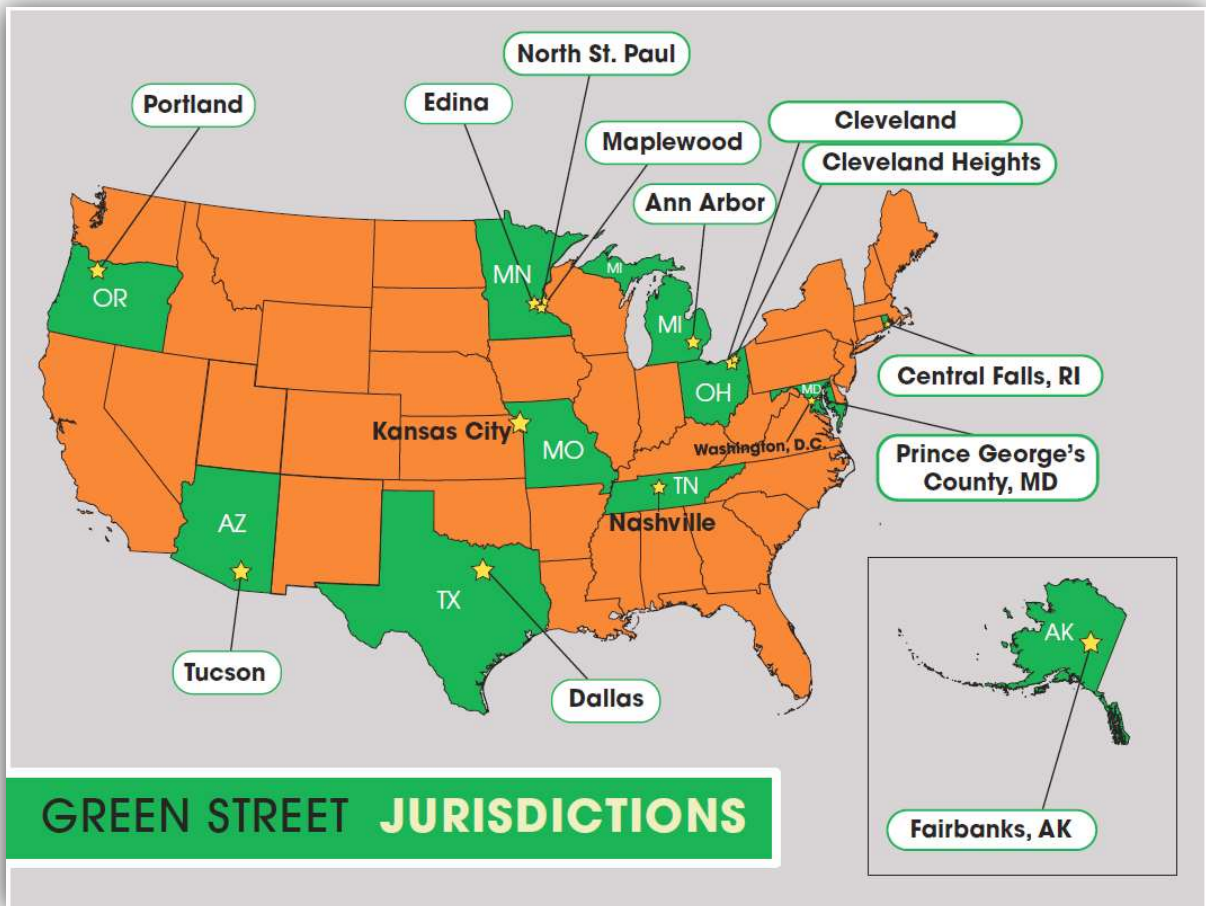 North St. Paul
Portland
Edina
Cleveland
Maplewood
Cleveland Heights
Ann Arbor
MI
MN
OR
MI
Central Falls, RI
OH
MD
Kansas City
MO
Washington, D.C.
Prince George's
County, MD
TN
AZ
Nashville
TX
AK
Tucson
Dallas
GREEN STREET JURISDICTIONS
Fairbanks, AK